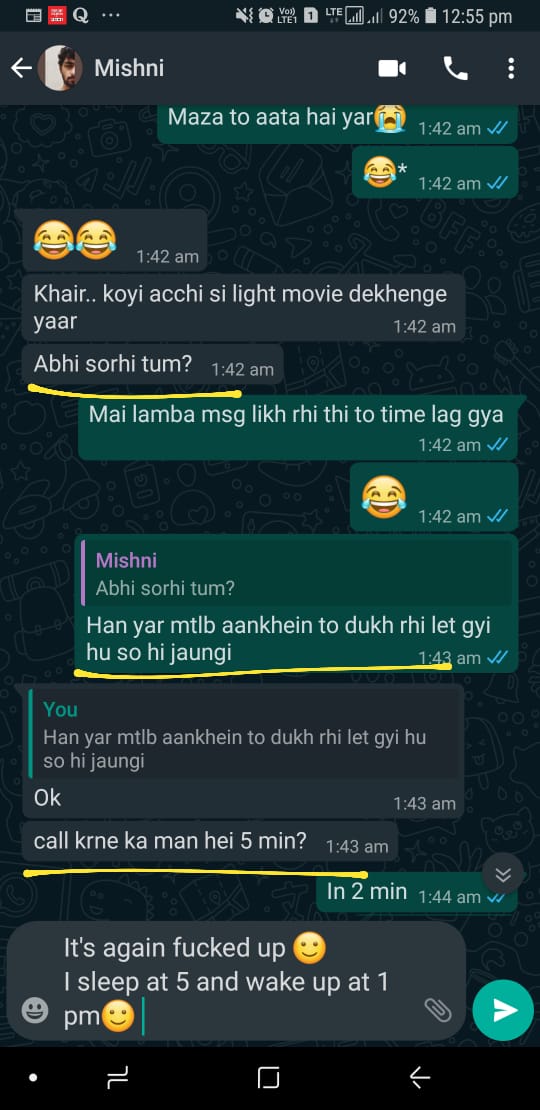 92% 12:55 pm
Mishni
Maza to aata hai yar😭
1:42 am
😂*
1:42 am
😂😂
1:42 am
Khair.. koyi acchi si light movie dekhenge
yaar
1:42 am
Abhi sorhi tum? 1:42 am
Mai lamba msg likh rhi thi to time lag gya
1:42 am
😂
1:42 am
Mishni
Abhi sorhi tum?
Han yar mtlb aankhein to dukh rhi let gyi
hu so hi jaungi
1:43 am
You
Han yar mtlb aankhein to dukh rhi let gyi hu
so hi jaungi
Ok
1:43 am
call krne ka man hei 5 min? 1:43 am
In 2 min 1:44 am
It's again fucked up 🙂
I sleep at 5 and wake up at 1
pm🙂